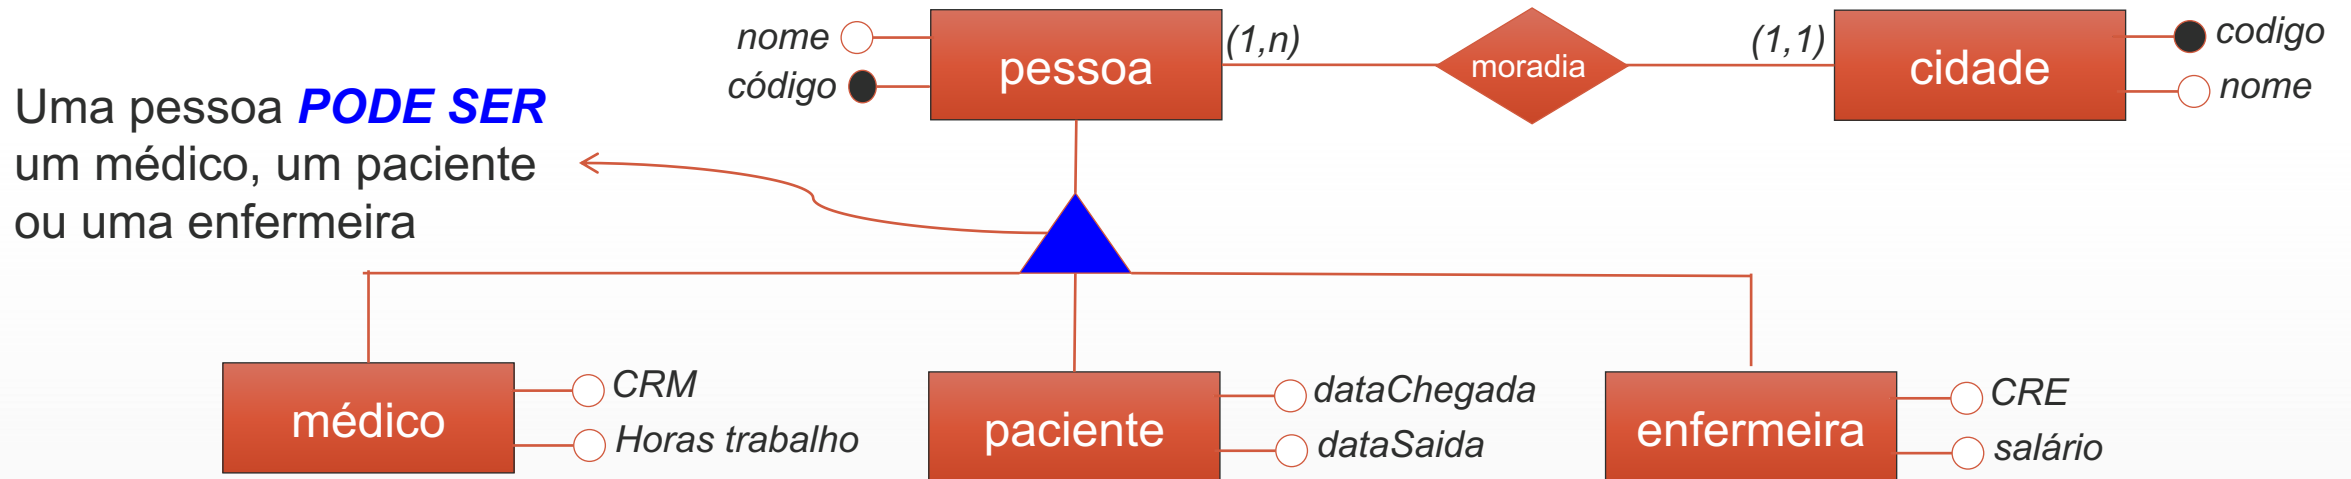 Uma pessoa PODE SER
um médico, um paciente
ou uma enfermeira
nome
código
pessoa
(1,n)
moradia
(1,1)
cidade
codigo
nome
médico
CRM
Horas trabalho
paciente
dataChegada
dataSaida
enfermeira
CRE
salário